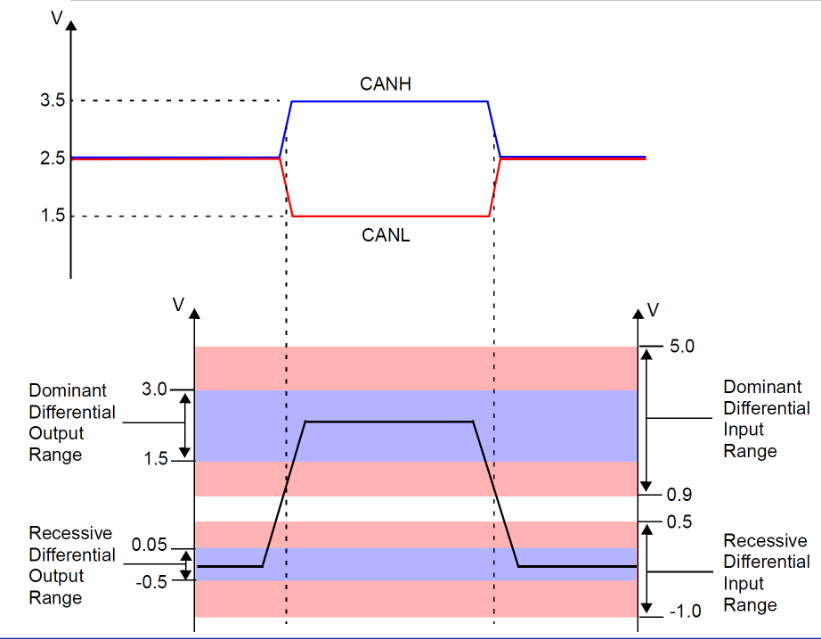 V
CANH
3.5
2.5
1.5
CANL
V
V
5.0
3.0
Dominant
Differential
Output
Range
1.5
Dominant
Differential
Input
Range
0.9
0.5
Recessive
Differential
Output
Range
0.05
-0.5
Recessive
Differential
Input
Range
-1.0